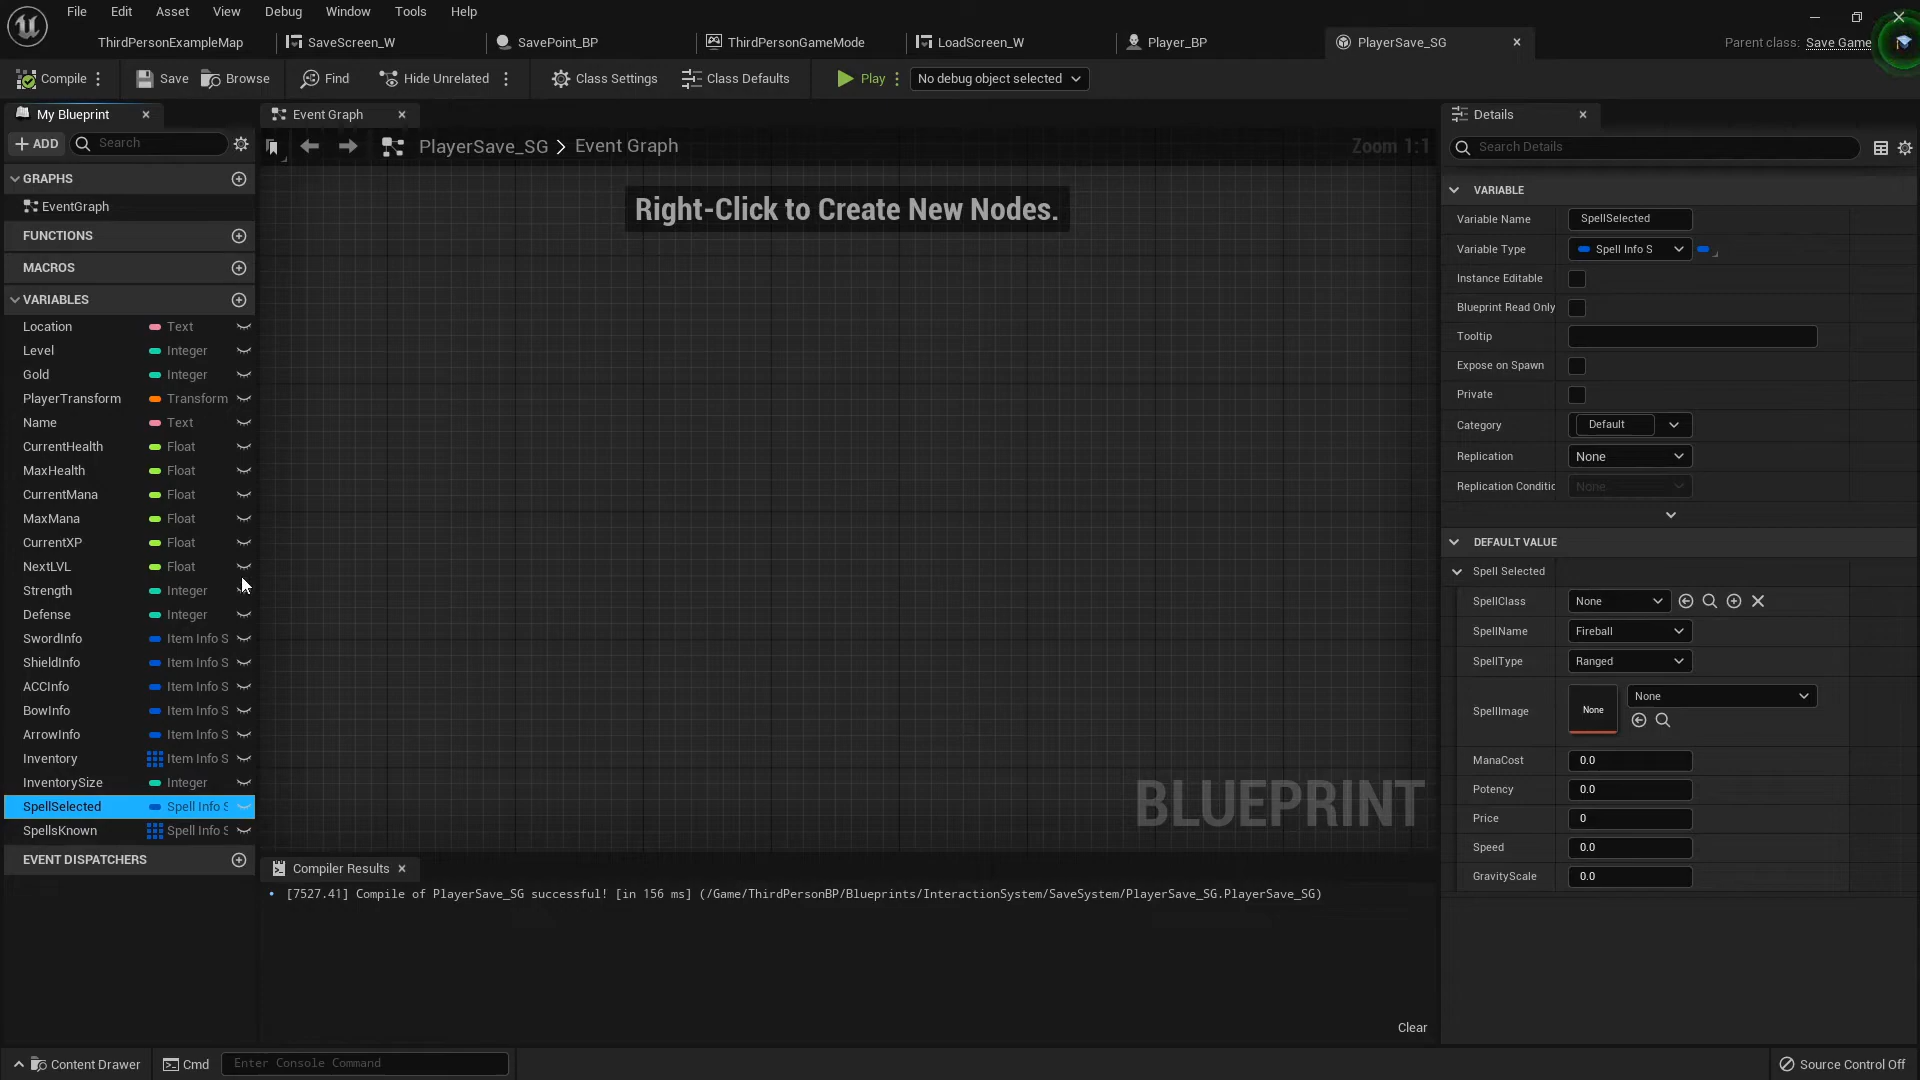 File Edit Asset View Debug Window Tools Help
ThirdPersonExampleMap SaveScreen_W SavePoint_BP ThirdPersonGameMode LoadScreen_W Player_BP PlayerSave_SG Parent class: Save Game
Compile Save Browse Find Hide Unrelated Class Settings Class Defaults Play No debug object selected
My Blueprint
ADD Search
GRAPHS
EventGraph
FUNCTIONS
MACROS
VARIABLES
Location Text
Level Integer
Gold Integer
PlayerTransform Transform
Name Text
CurrentHealth Float
MaxHealth Float
CurrentMana Float
MaxMana Float
CurrentXP Float
NextLVL Float
Strength Integer
Defense Integer
SwordInfo Item Info S
ShieldInfo Item Info S
ACCInfo Item Info S
BowInfo Item Info S
ArrowInfo Item Info S
Inventory Item Info S
InventorySize Integer
SpellSelected Spell Info S
SpellsKnown Spell Info S
EVENT DISPATCHERS
Event Graph
PlayerSave_SG > Event Graph Zoom 1:1
Right-Click to Create New Nodes.
BLUEPRINT
Compiler Results
• [7527.41] Compile of PlayerSave_SG successful! [in 156 ms] (/Game/ThirdPersonBP/Blueprints/InteractionSystem/SaveSystem/PlayerSave_SG.PlayerSave_SG)
Clear
Details
Search Details
VARIABLE
Variable Name SpellSelected
Variable Type Spell Info S
Instance Editable
Blueprint Read Only
Tooltip
Expose on Spawn
Private
Category Default
Replication None
Replication Conditic None
DEFAULT VALUE
Spell Selected
SpellClass None
SpellName Fireball
SpellType Ranged
SpellImage None None
ManaCost 0.0
Potency 0.0
Price 0
Speed 0.0
GravityScale 0.0
Content Drawer Cmd Enter Console Command Source Control Off